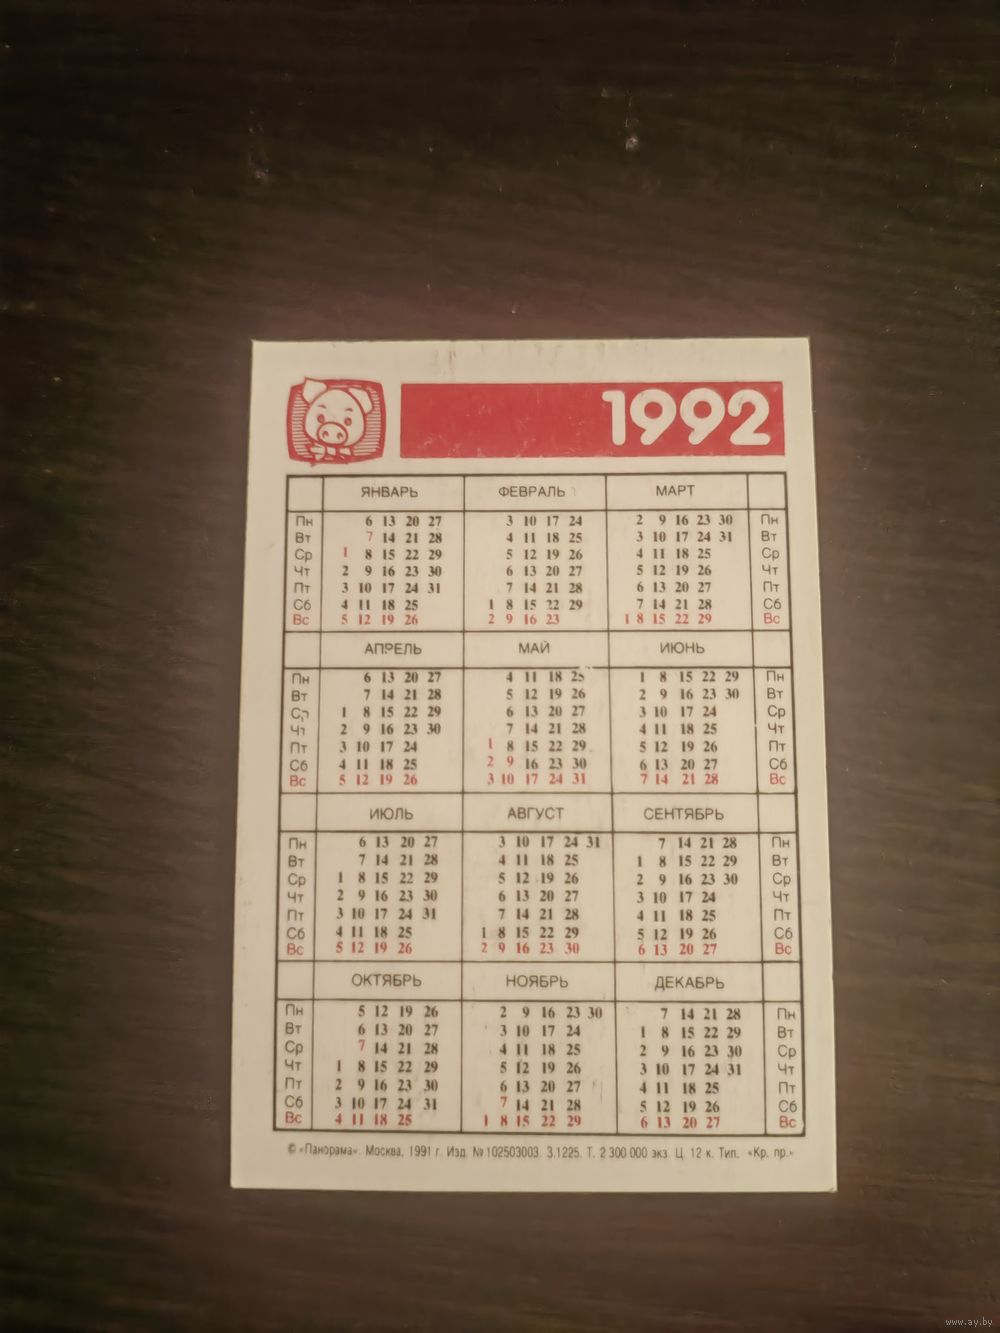 1992
ЯНВАРЬ ФЕВРАЛЬ МАРТ
Пн 6 13 20 27 3 10 17 24 2 9 16 23 30 Пн
Вт 7 14 21 28 4 11 18 25 3 10 17 24 31 Вт
Ср 1 8 15 22 29 5 12 19 26 4 11 18 25 Ср
Чт 2 9 16 23 30 6 13 20 27 5 12 19 26 Чт
Пт 3 10 17 24 31 7 14 21 28 6 13 20 27 Пт
Сб 4 11 18 25 1 8 15 22 29 7 14 21 28 Сб
Вс 5 12 19 26 2 9 16 23 1 8 15 22 29 Вс
АПРЕЛЬ МАЙ ИЮНЬ
Пн 6 13 20 27 4 11 18 25 1 8 15 22 29 Пн
Вт 7 14 21 28 5 12 19 26 2 9 16 23 30 Вт
Ср 1 8 15 22 29 6 13 20 27 3 10 17 24 Ср
Чт 2 9 16 23 30 7 14 21 28 4 11 18 25 Чт
Пт 3 10 17 24 1 8 15 22 29 5 12 19 26 Пт
Сб 4 11 18 25 2 9 16 23 30 6 13 20 27 Сб
Вс 5 12 19 26 3 10 17 24 31 7 14 21 28 Вс
ИЮЛЬ АВГУСТ СЕНТЯБРЬ
Пн 6 13 20 27 3 10 17 24 31 7 14 21 28 Пн
Вт 7 14 21 28 4 11 18 25 1 8 15 22 29 Вт
Ср 1 8 15 22 29 5 12 19 26 2 9 16 23 30 Ср
Чт 2 9 16 23 30 6 13 20 27 3 10 17 24 Чт
Пт 3 10 17 24 31 7 14 21 28 4 11 18 25 Пт
Сб 4 11 18 25 1 8 15 22 29 5 12 19 26 Сб
Вс 5 12 19 26 2 9 16 23 30 6 13 20 27 Вс
ОКТЯБРЬ НОЯБРЬ ДЕКАБРЬ
Пн 5 12 19 26 2 9 16 23 30 7 14 21 28 Пн
Вт 6 13 20 27 3 10 17 24 1 8 15 22 29 Вт
Ср 7 14 21 28 4 11 18 25 2 9 16 23 30 Ср
Чт 1 8 15 22 29 5 12 19 26 3 10 17 24 31 Чт
Пт 2 9 16 23 30 6 13 20 27 4 11 18 25 Пт
Сб 3 10 17 24 31 7 14 21 28 5 12 19 26 Сб
Вс 4 11 18 25 1 8 15 22 29 6 13 20 27 Вс
© «Панорама». Москва, 1991 г. Изд. № 102503003. З.1225. Т. 2 300 000 экз. Ц. 12 к. Тип. «Кр. пр.»
www.ay.by